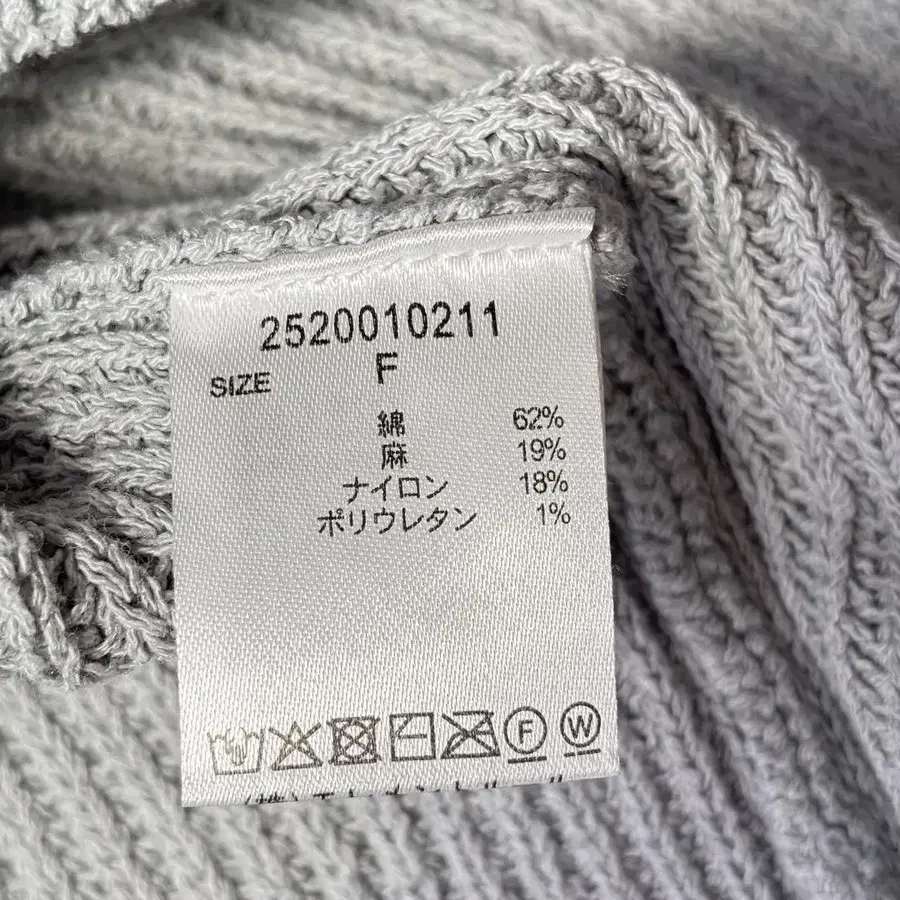 2520010211
SIZE F
綿 62%
麻 19%
ナイロン 18%
ポリウレタン 1%
F W